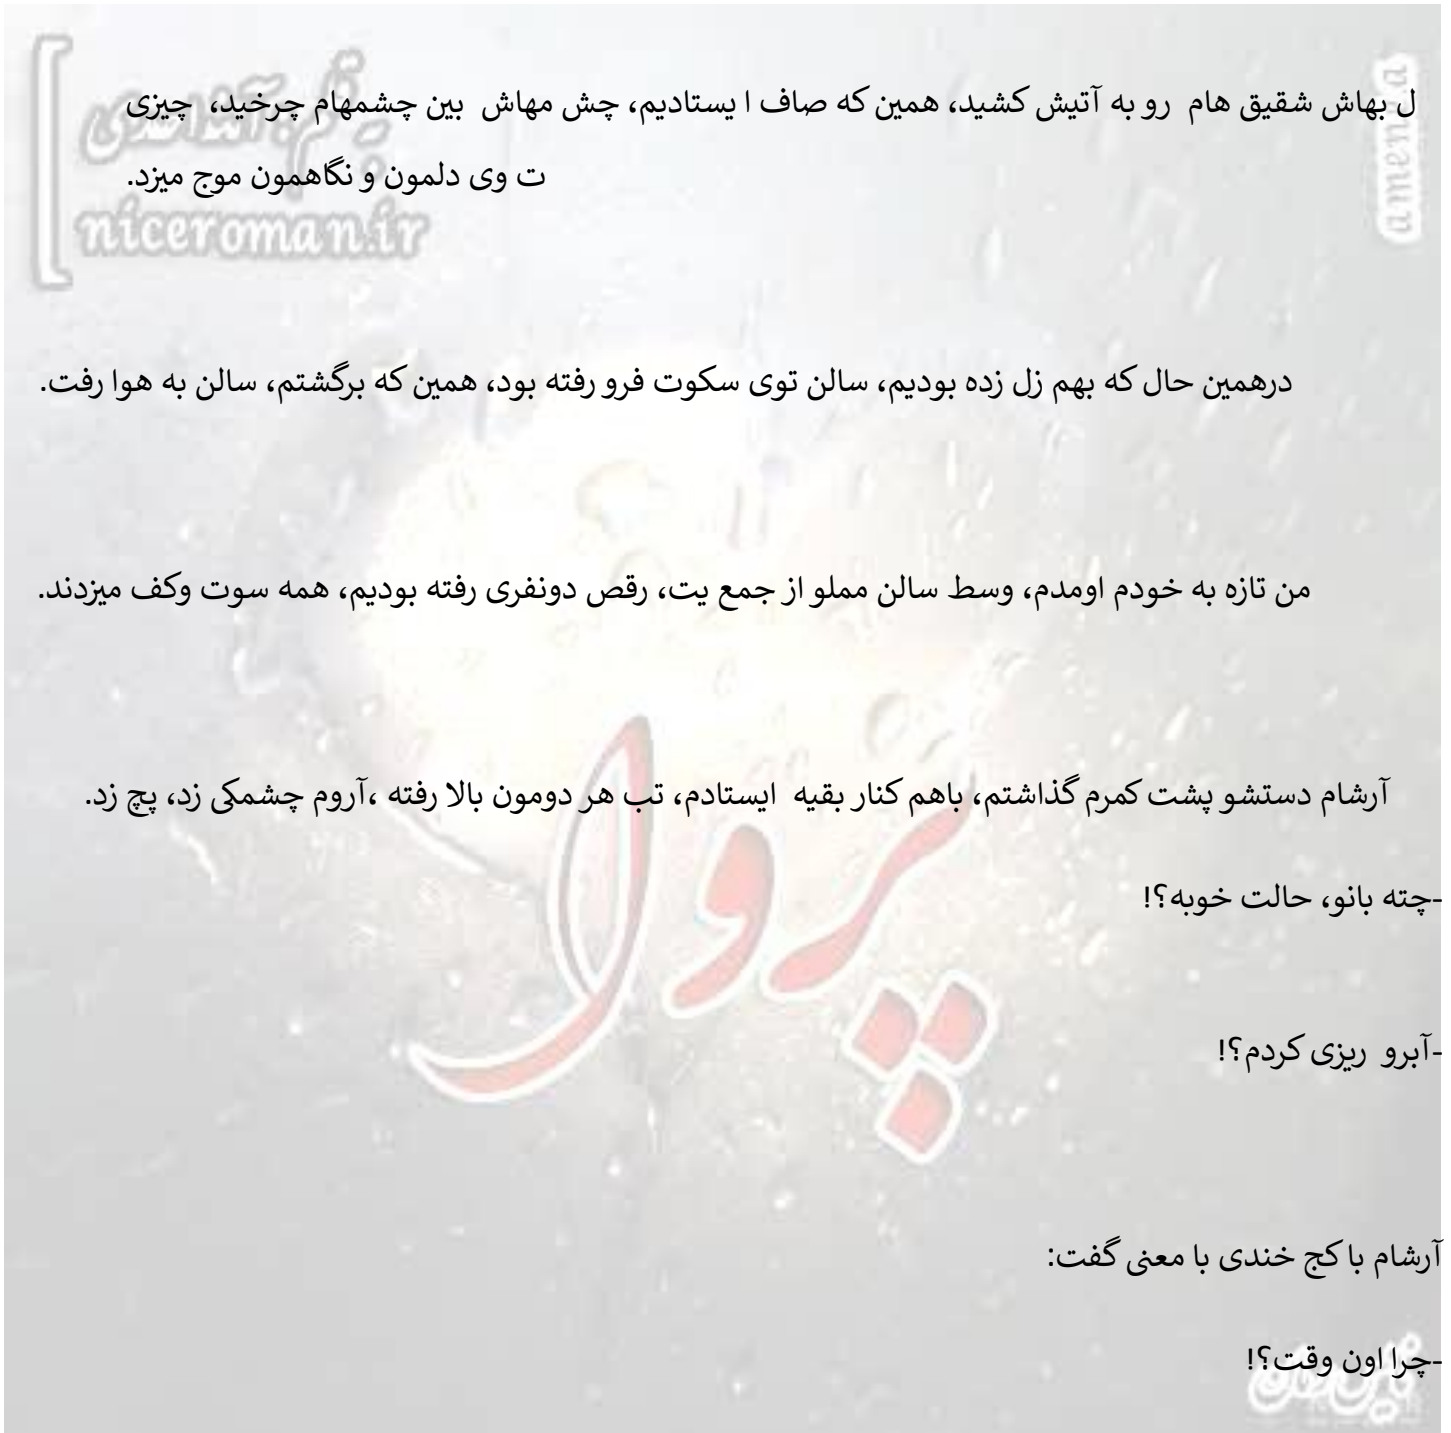 ل بهاش شقیق هام رو به آتیش کشید، همین که صاف ا یستادیم، چش مهاش بین چشمهام چرخید، چیزی
ت وی دلمون و نگاهمون موج میزد.
niceroman.ir
amen_a
درهمین حال که بهم زل زده بودیم، سالن توی سکوت فرو رفته بود، همین که برگشتم، سالن به هوا رفت.
من تازه به خودم اومدم، وسط سالن مملو از جمع یت، رقص دونفری رفته بودیم، همه سوت وکف میزدند.
آرشام دستشو پشت کمرم گذاشتم، باهم کنار بقیه ایستادم، تب هر دومون بالا رفته ،آروم چشمکی زد، پچ زد.
-چته بانو، حالت خوبه؟!
پروا
-آبرو ریزی کردم؟!
آرشام با کج خندی با معنی گفت:
-چرا اون وقت؟!